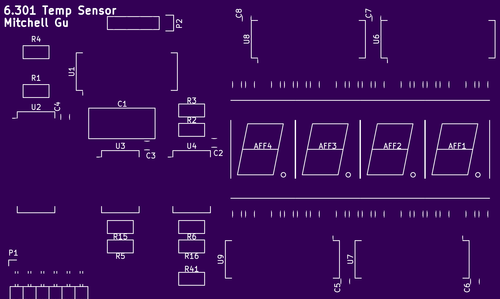 6.301 Temp Sensor
Mitchell Gu
P2
C8
C7
R4
U8
U6
U1
R1
R3
U2
C4
C1
R2
U3
C3
U4
C2
AFF4
AFF3
AFF2
AFF1
R15
R6
P1
R5
R16
U9
U7
R41
C5
C6